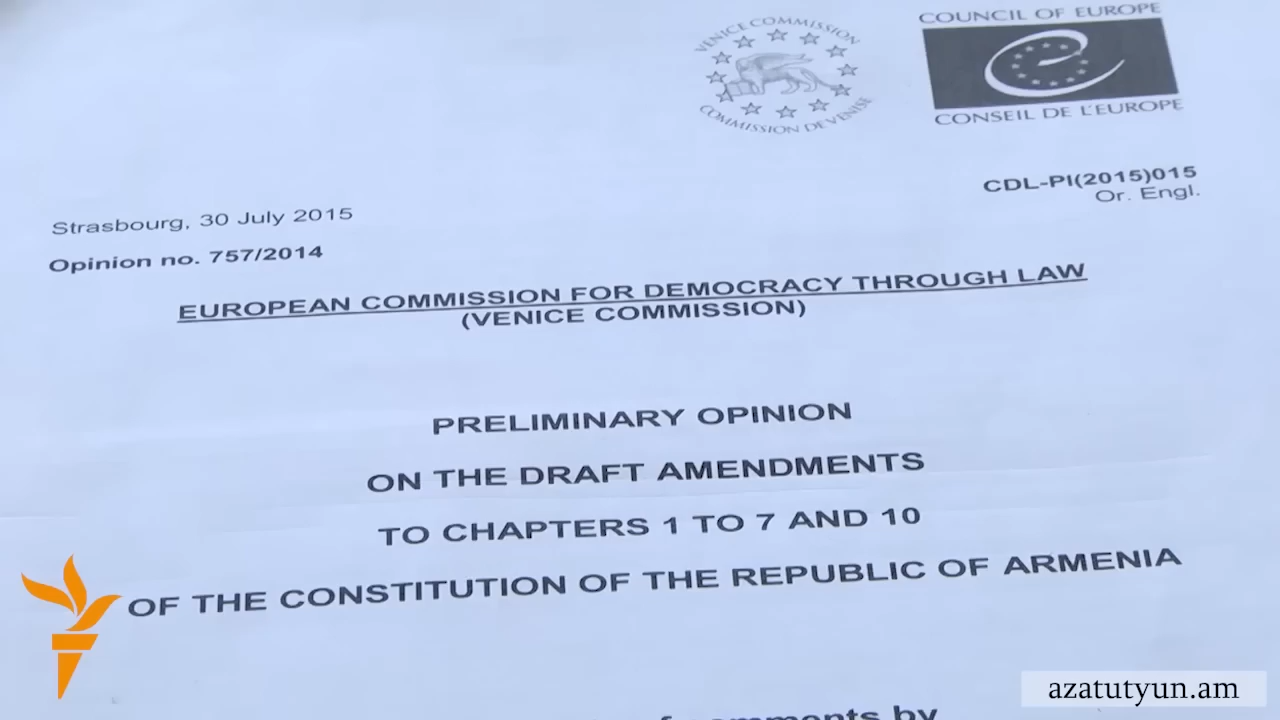 VENICE COMMISSION
COMMISSION DE VENISE
COUNCIL OF EUROPE
CONSEIL DE L'EUROPE
CDL-PI(2015)015
Or. Engl.
Strasbourg, 30 July 2015
Opinion no. 757/2014
EUROPEAN COMMISSION FOR DEMOCRACY THROUGH LAW
(VENICE COMMISSION)
PRELIMINARY OPINION
ON THE DRAFT AMENDMENTS
TO CHAPTERS 1 TO 7 AND 10
OF THE CONSTITUTION OF THE REPUBLIC OF ARMENIA
comments by
azatutyun.am